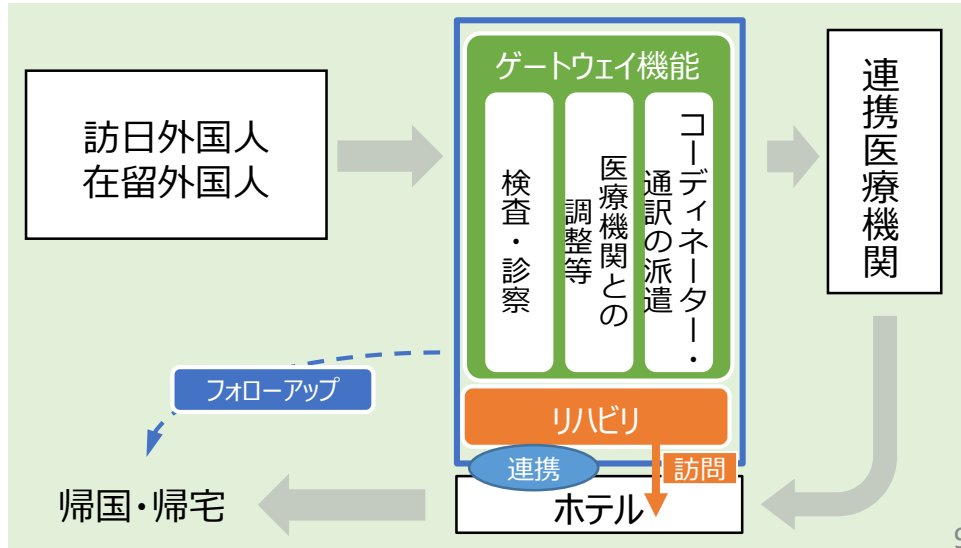 訪日外国人
在留外国人
ゲートウェイ機能
検査・診察
医療機関との
調整等
コーディネーター・
通訳の派遣
連携医療機関
フォローアップ
リハビリ
連携
訪問
ホテル
帰国・帰宅